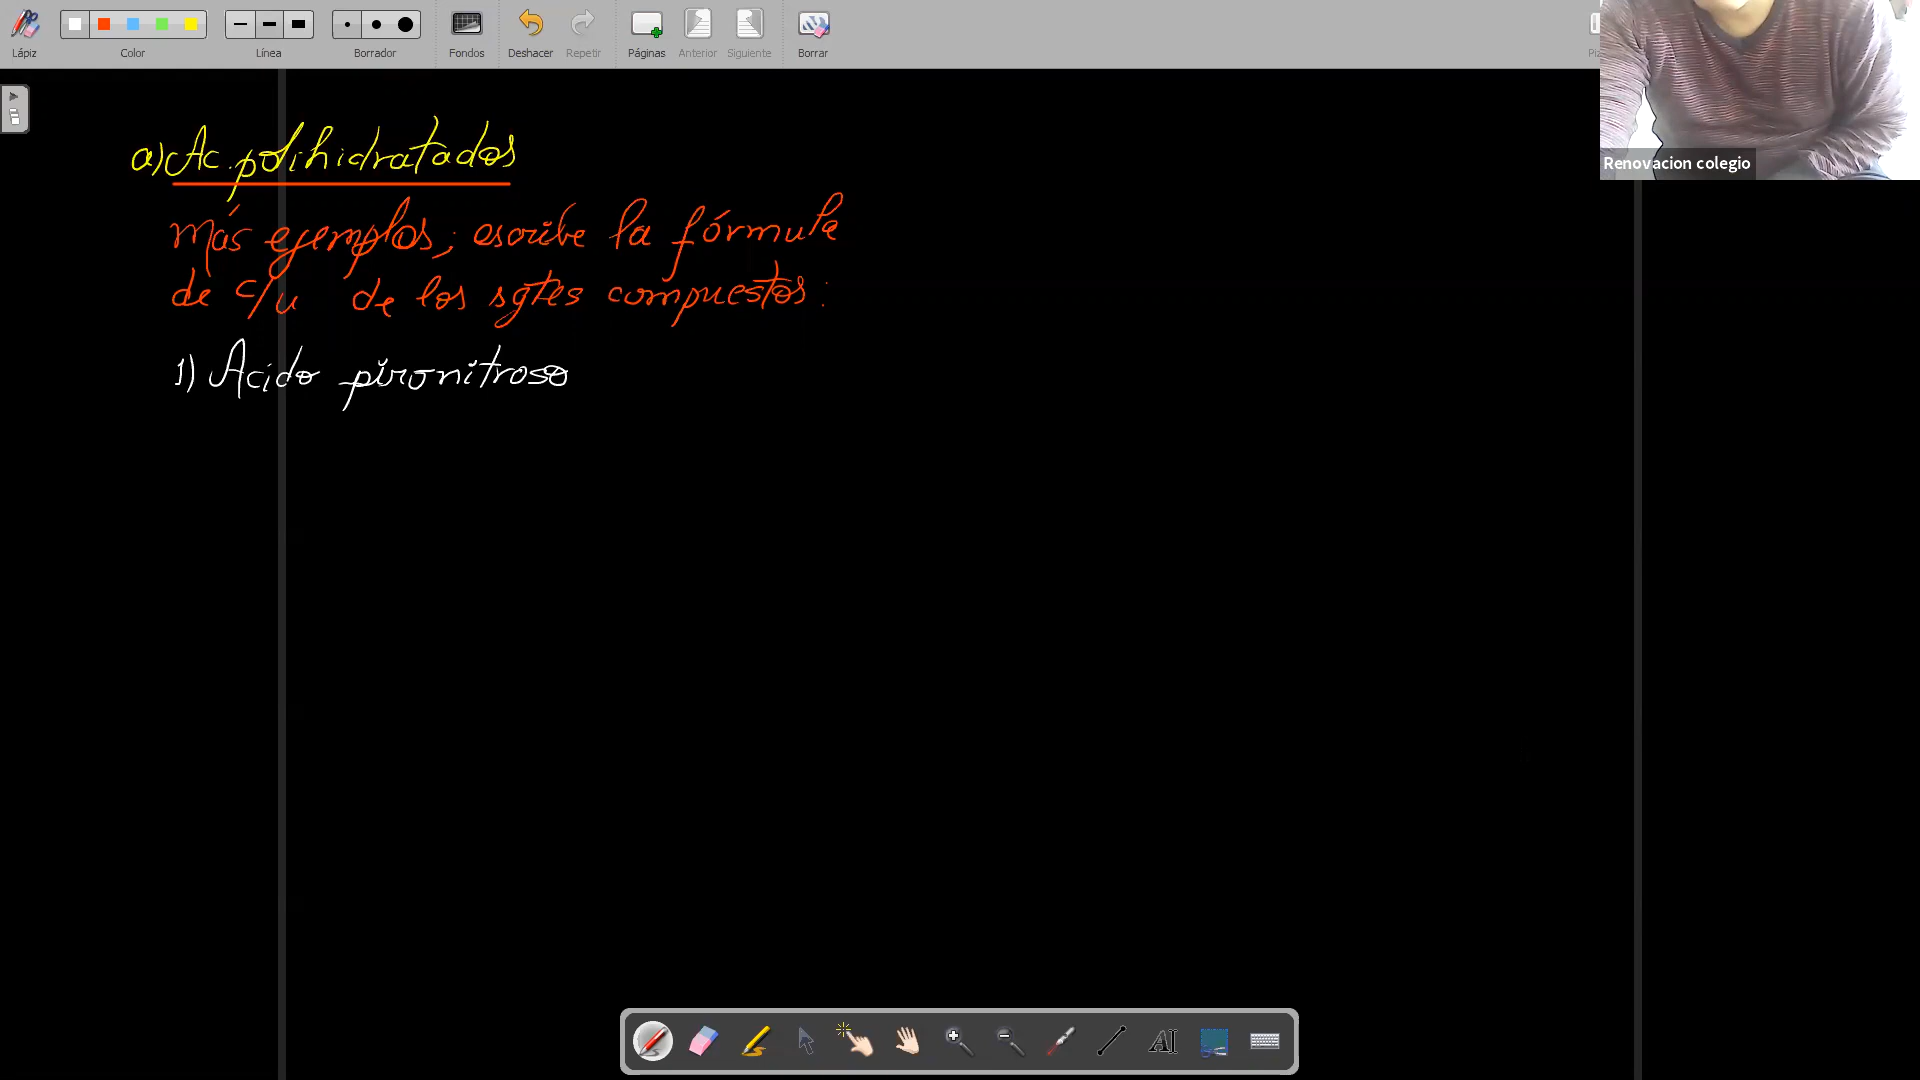 Lápiz
Color
Línea
Borrador
Fondos
Deshacer
Repetir
Páginas
Anterior
Siguiente
Borrar
Renovacion colegio
a) Ac. polihidratados
más ejemplos; escribe la fórmula
de c/u de los sgtes compuestos:
1) Acido pironitroso